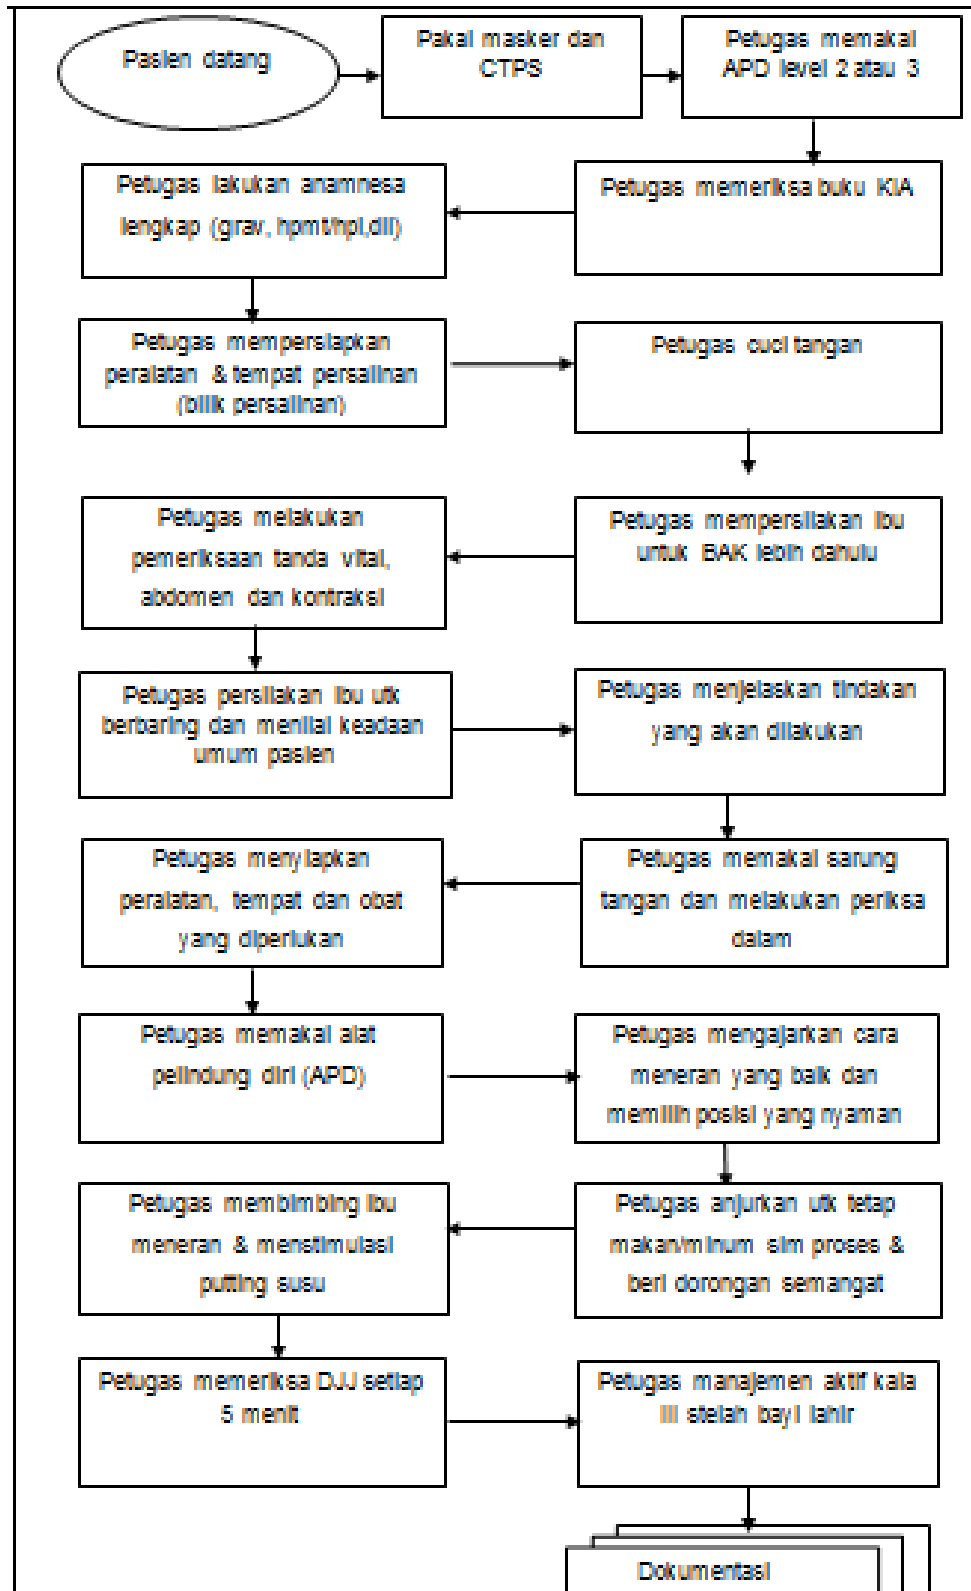 Pasien datang
Pakai masker dan
CTPS
Petugas memakai
APD level 2 atau 3
Petugas memeriksa buku KIA
Petugas lakukan anamnesa
lengkap (grav, hpmt/hpl,dll)
Petugas mempersiapkan
peralatan & tempat persalinan
(bilik persalinan)
Petugas cuci tangan
Petugas mempersilakan ibu
untuk BAK lebih dahulu
Petugas melakukan
pemeriksaan tanda vital,
abdomen dan kontraksi
Petugas persilakan ibu utk
berbaring dan menilai keadaan
umum pasien
Petugas menjelaskan tindakan
yang akan dilakukan
Petugas memakai sarung
tangan dan melakukan periksa
dalam
Petugas menyiapkan
peralatan, tempat dan obat
yang diperlukan
Petugas memakai alat
pelindung diri (APD)
Petugas mengajarkan cara
meneran yang baik dan
memilih posisi yang nyaman
Petugas anjurkan utk tetap
makan/minum slm proses &
beri dorongan semangat
Petugas membimbing ibu
meneran & menstimulasi
putting susu
Petugas memeriksa DJJ setiap
5 menit
Petugas manajemen aktif kala
III stelah bayi lahir
Dokumentasi